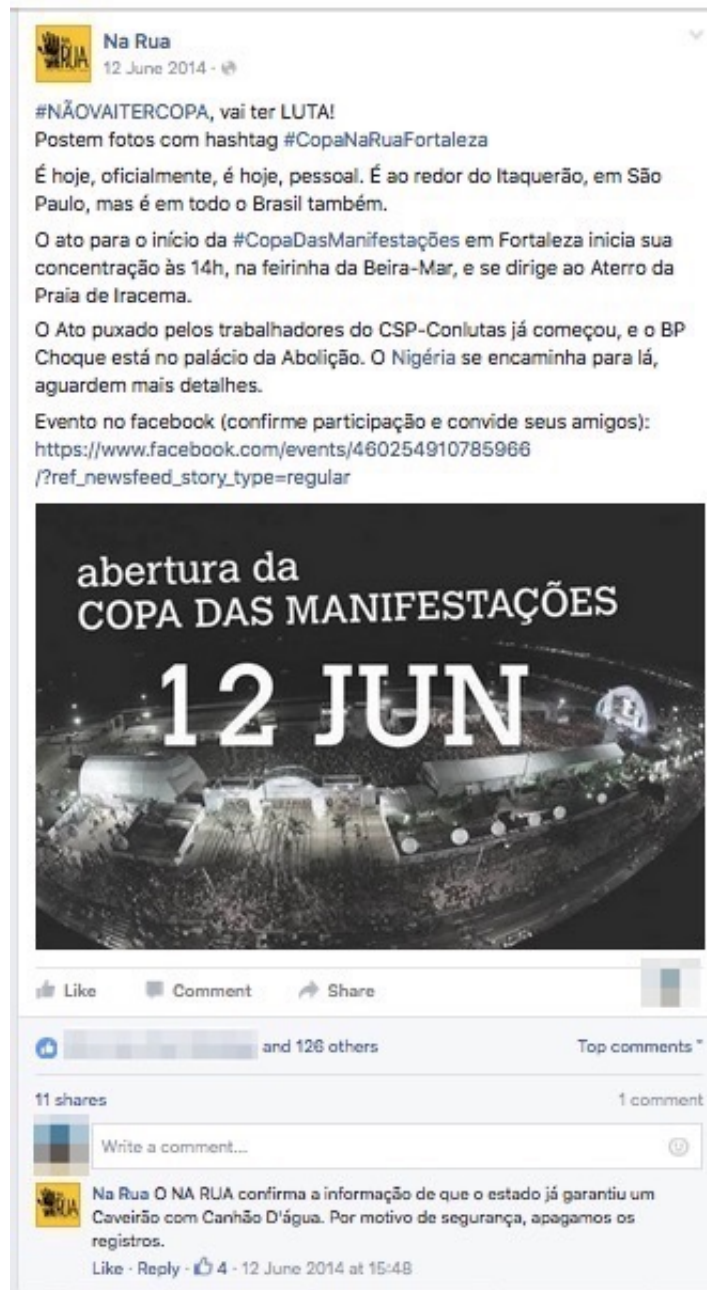 NA RUA
Na Rua
12 June 2014 ·
#NÃOVAITERCOPA, vai ter LUTA!
Postem fotos com hashtag #CopaNaRuaFortaleza
É hoje, oficialmente, é hoje, pessoal. É ao redor do Itaquerão, em São
Paulo, mas é em todo o Brasil também.
O ato para o início da #CopaDasManifestações em Fortaleza inicia sua
concentração às 14h, na feirinha da Beira-Mar, e se dirige ao Aterro da
Praia de Iracema.
O Ato puxado pelos trabalhadores do CSP-Conlutas já começou, e o BP
Choque está no palácio da Abolição. O Nigéria se encaminha para lá,
aguardem mais detalhes.
Evento no facebook (confirme participação e convide seus amigos):
https://www.facebook.com/events/460254910785966
/?ref_newsfeed_story_type=regular
abertura da
COPA DAS MANIFESTAÇÕES
12 JUN
Like Comment Share
and 126 others Top comments
11 shares 1 comment
Write a comment...
Na Rua O NA RUA confirma a informação de que o estado já garantiu um
Caveirão com Canhão D'água. Por motivo de segurança, apagamos os
registros.
Like · Reply · 4 · 12 June 2014 at 15:48